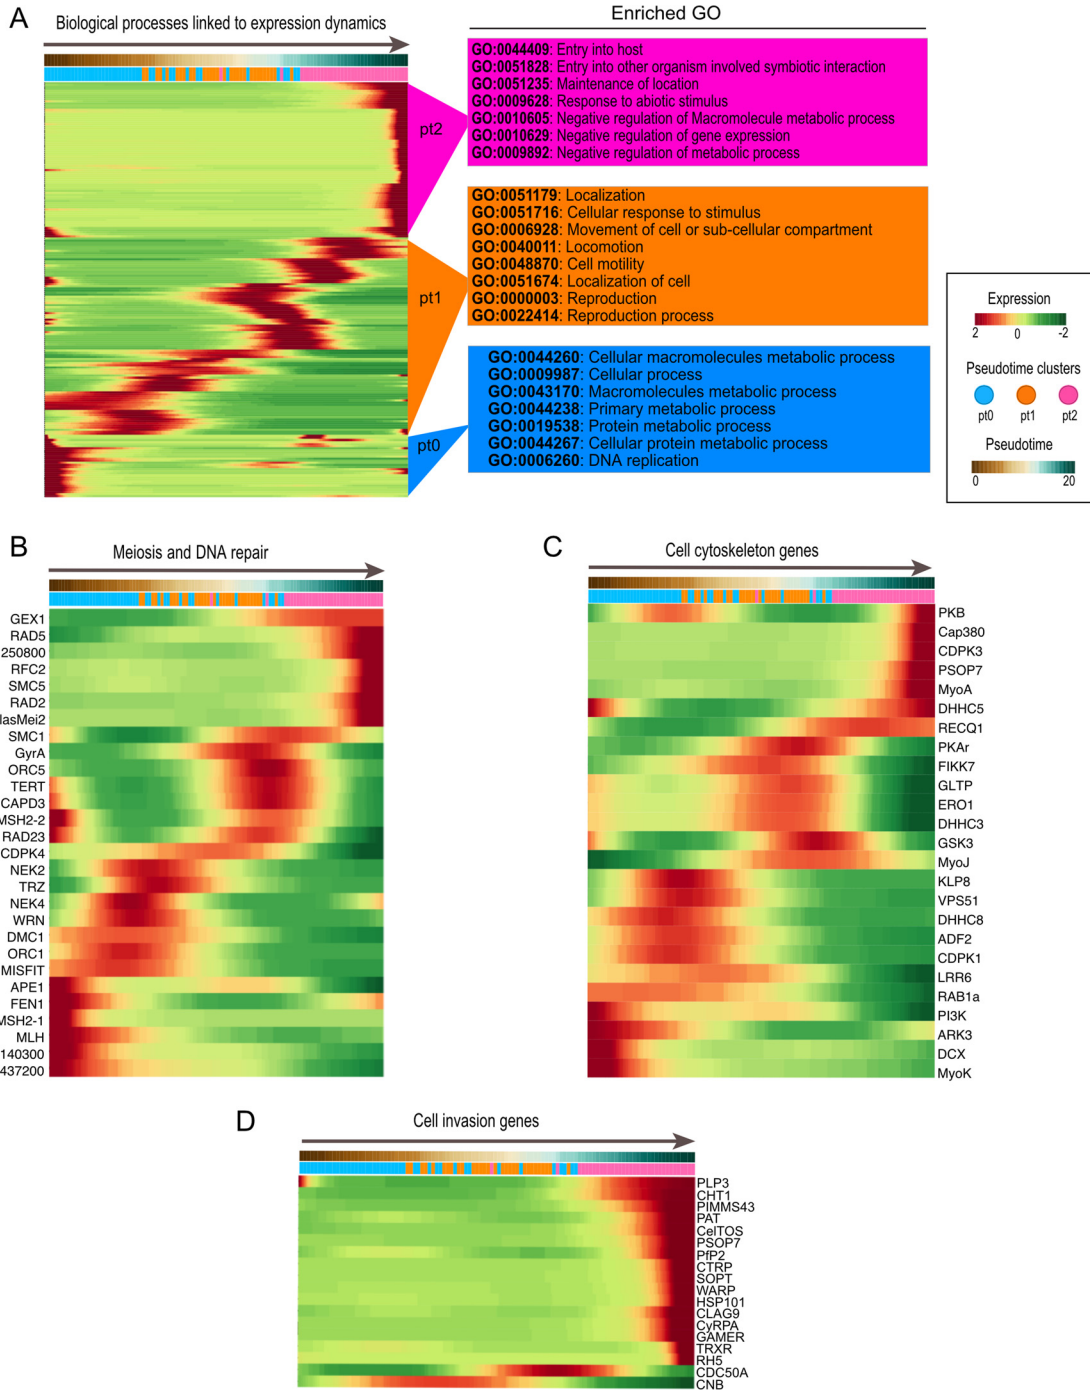 A
Biological processes linked to expression dynamics
Enriched GO
pt2
GO:0044409: Entry into host
GO:0051828: Entry into other organism involved symbiotic interaction
GO:0051235: Maintenance of location
GO:0009628: Response to abiotic stimulus
GO:0010605: Negative regulation of Macromolecule metabolic process
GO:0010629: Negative regulation of gene expression
GO:0009892: Negative regulation of metabolic process
pt1
GO:0051179: Localization
GO:0051716: Cellular response to stimulus
GO:0006928: Movement of cell or sub-cellular compartment
GO:0040011: Locomotion
GO:0048870: Cell motility
GO:0051674: Localization of cell
GO:0000003: Reproduction
GO:0022414: Reproduction process
pt0
GO:0044260: Cellular macromolecules metabolic process
GO:0009987: Cellular process
GO:0043170: Macromolecules metabolic process
GO:0044238: Primary metabolic process
GO:0019538: Protein metabolic process
GO:0044267: Cellular protein metabolic process
GO:0006260: DNA replication
Expression
2 0 -2
Pseudotime clusters
pt0 pt1 pt2
Pseudotime
0 20
B
Meiosis and DNA repair
GEX1
RAD5
250800
RFC2
SMC5
RAD2
lasMei2
SMC1
GyrA
ORC5
TERT
CAPD3
MSH2-2
RAD23
CDPK4
NEK2
TRZ
NEK4
WRN
DMC1
ORC1
MISFIT
APE1
FEN1
MSH2-1
MLH
140300
437200
C
Cell cytoskeleton genes
PKB
Cap380
CDPK3
PSOP7
MyoA
DHHC5
RECQ1
PKAr
FIKK7
GLTP
ERO1
DHHC3
GSK3
MyoJ
KLP8
VPS51
DHHC8
ADF2
CDPK1
LRR6
RAB1a
PI3K
ARK3
DCX
MyoK
D
Cell invasion genes
PLP3
CHT1
PIMMS43
PAT
CelTOS
PSOP7
PfP2
CTRP
SOPT
WARP
HSP101
CLAG9
CyRPA
GAMER
TRXR
RH5
CDC50A
CNB